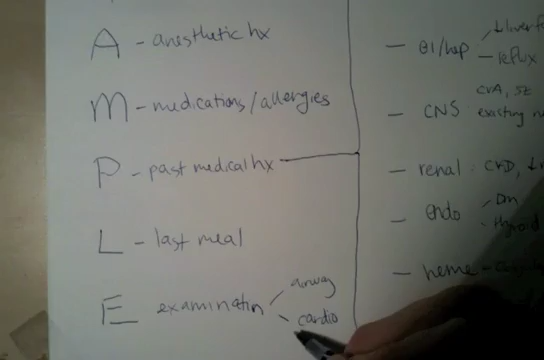 A - anesthetic hx
M - medications/allergies
P - past medical hx
L - last meal
E examination
airway
cardio
- GI/hep
- reflux
- CNS: CVA, SZ
existing
- renal: CKD,
- endo DM
thyroid
- heme -